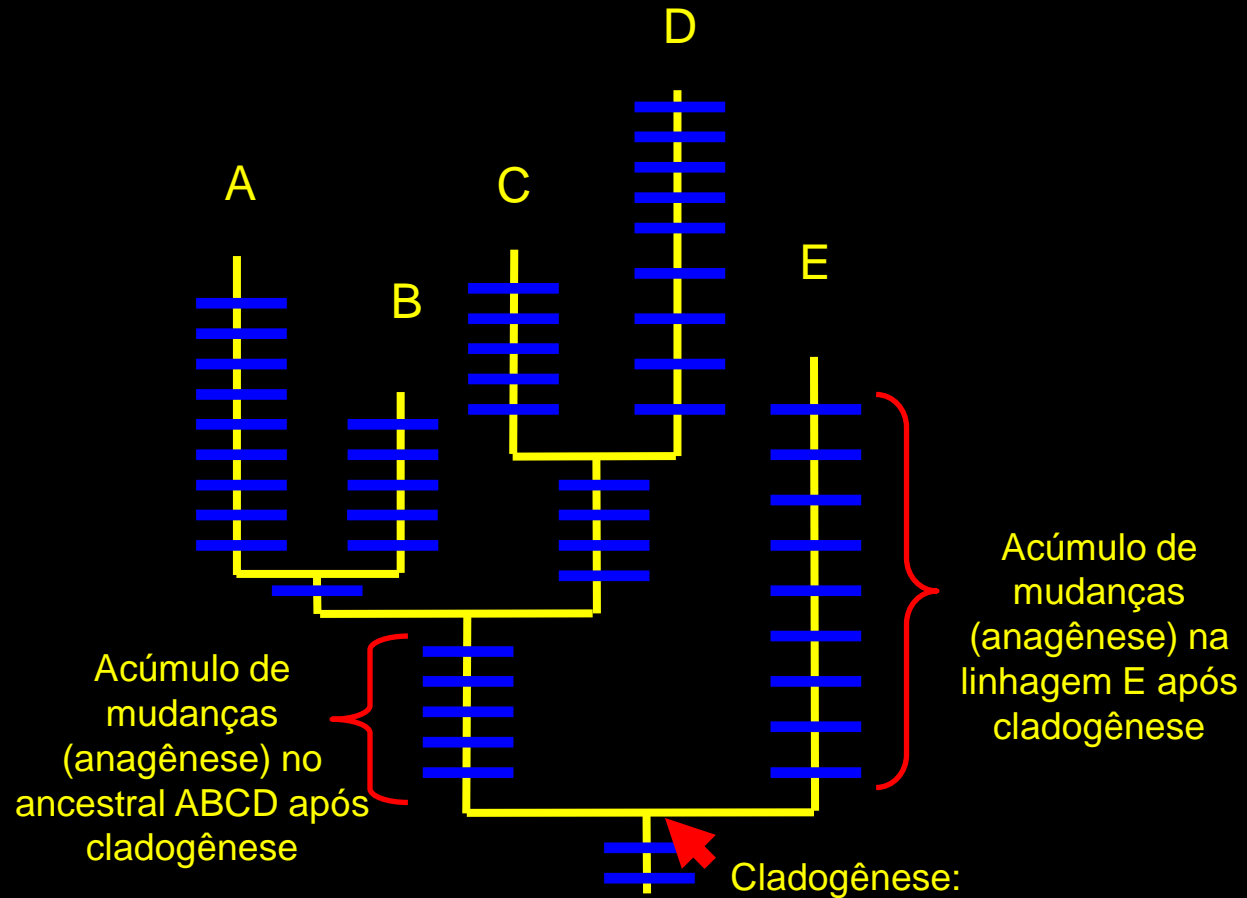 D
A
C
E
B
Acúmulo de
mudanças
(anagênese) na
linhagem E após
cladogênese
Acúmulo de
mudanças
(anagênese) no
ancestral ABCD após
cladogênese
Cladogênese: